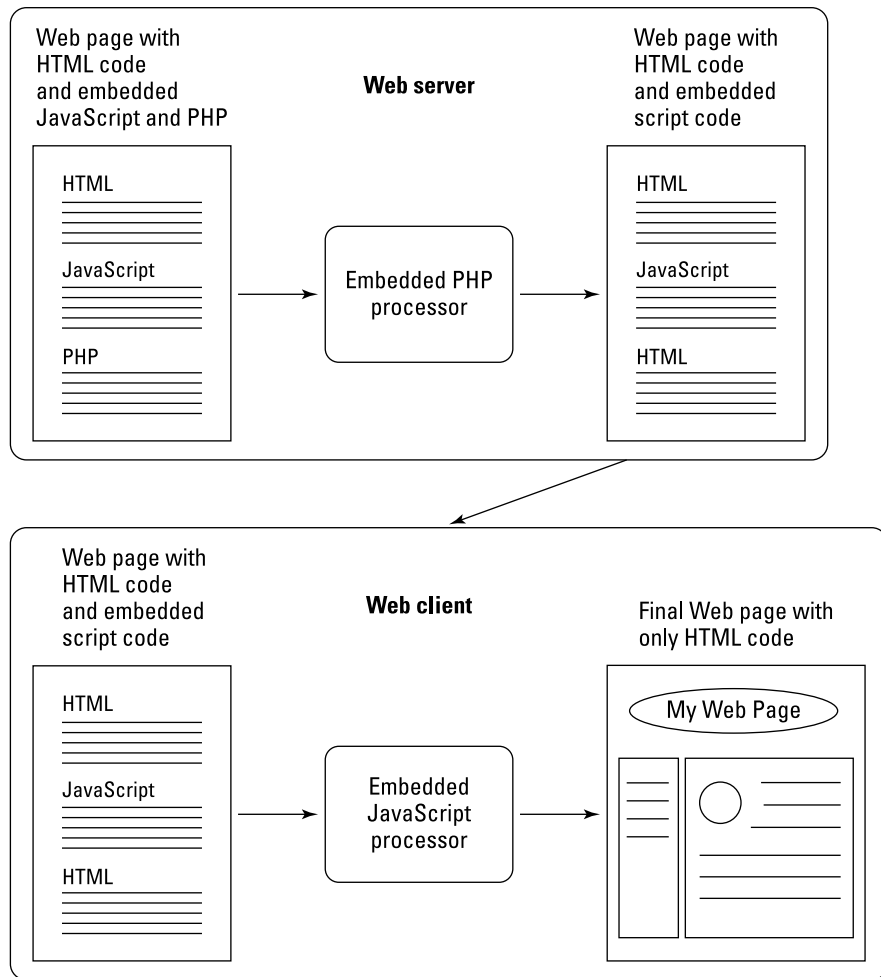 Web page with
HTML code
and embedded
JavaScript and PHP
Web server
Web page with
HTML code
and embedded
script code
HTML
JavaScript
PHP
Embedded PHP
processor
HTML
JavaScript
HTML
Web page with
HTML code
and embedded
script code
Web client
Final Web page with
only HTML code
HTML
JavaScript
HTML
Embedded
JavaScript
processor
My Web Page